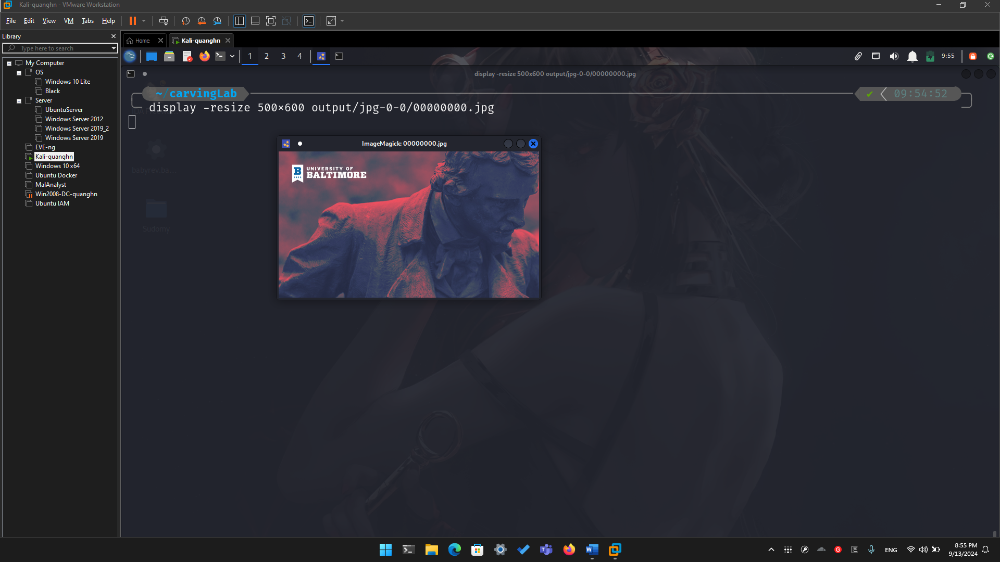 Kali-quanghn - VMware Workstation
File Edit View VM Tabs Help
Library
Type here to search
My Computer
OS
Windows 10 Lite
Black
Server
UbuntuServer
Windows Server 2012
Windows Server 2019_2
Windows Server 2019
EVE-ng
Kali-quanghn
Windows 10 x64
Ubuntu Docker
MalAnalyst
Win2008-DC-quanghn
Ubuntu IAM
Home Kali-quanghn
1 2 3 4
9:55
display -resize 500x600 output/jpg-0-0/00000000.jpg
~/carvingLab
✔ 09:54:52
display -resize 500×600 output/jpg-0-0/00000000.jpg
ImageMagick: 00000000.jpg
B
UNIVERSITY OF
BALTIMORE
babyrev.ba...
Sudomy
ENG
8:55 PM
9/13/2024